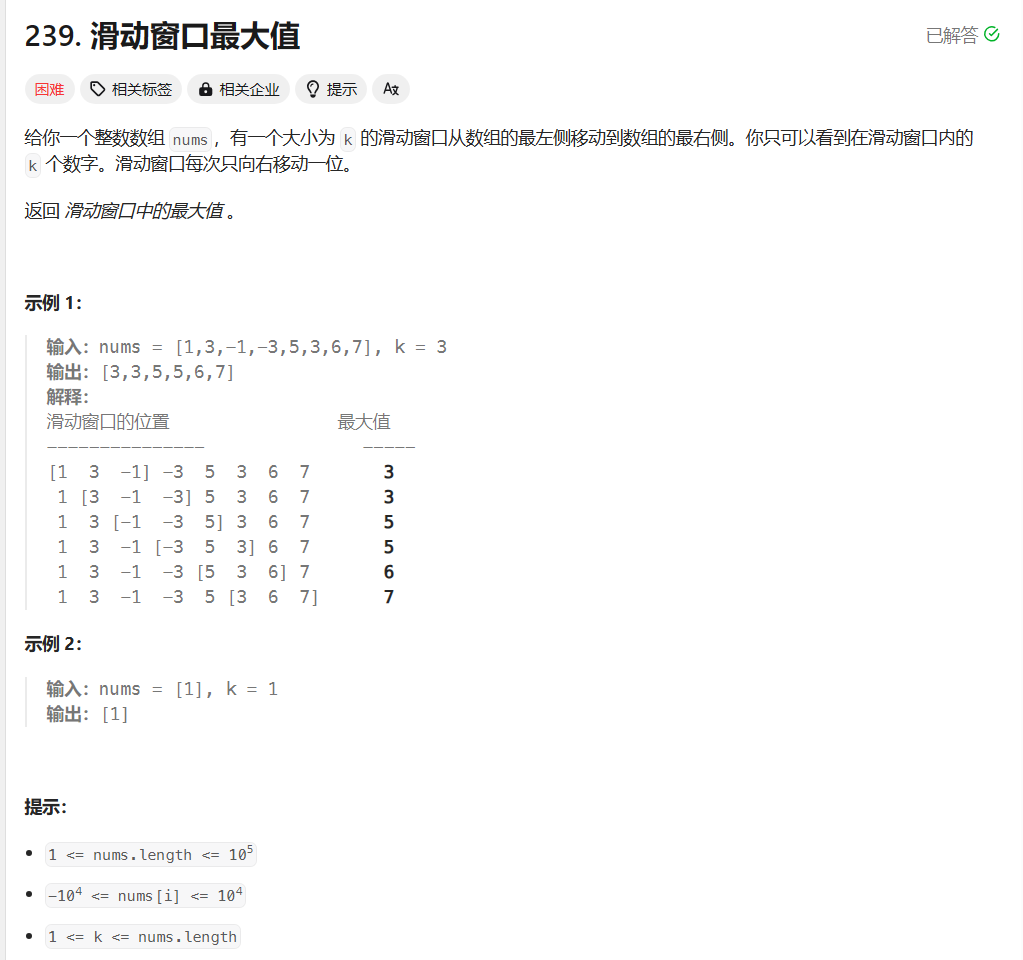 239. 滑动窗口最大值
已解答
困难 相关标签 相关企业 提示
给你一个整数数组 nums，有一个大小为 k 的滑动窗口从数组的最左侧移动到数组的最右侧。你只可以看到在滑动窗口内的
k 个数字。滑动窗口每次只向右移动一位。
返回 滑动窗口中的最大值 。
示例 1：
输入：nums = [1,3,-1,-3,5,3,6,7], k = 3
输出：[3,3,5,5,6,7]
解释：
滑动窗口的位置 最大值
--------------- -----
[1 3 -1] -3 5 3 6 7 3
1 [3 -1 -3] 5 3 6 7 3
1 3 [-1 -3 5] 3 6 7 5
1 3 -1 [-3 5 3] 6 7 5
1 3 -1 -3 [5 3 6] 7 6
1 3 -1 -3 5 [3 6 7] 7
示例 2：
输入：nums = [1], k = 1
输出：[1]
提示：
• 1 <= nums.length <= 10⁵
• -10⁴ <= nums[i] <= 10⁴
• 1 <= k <= nums.length